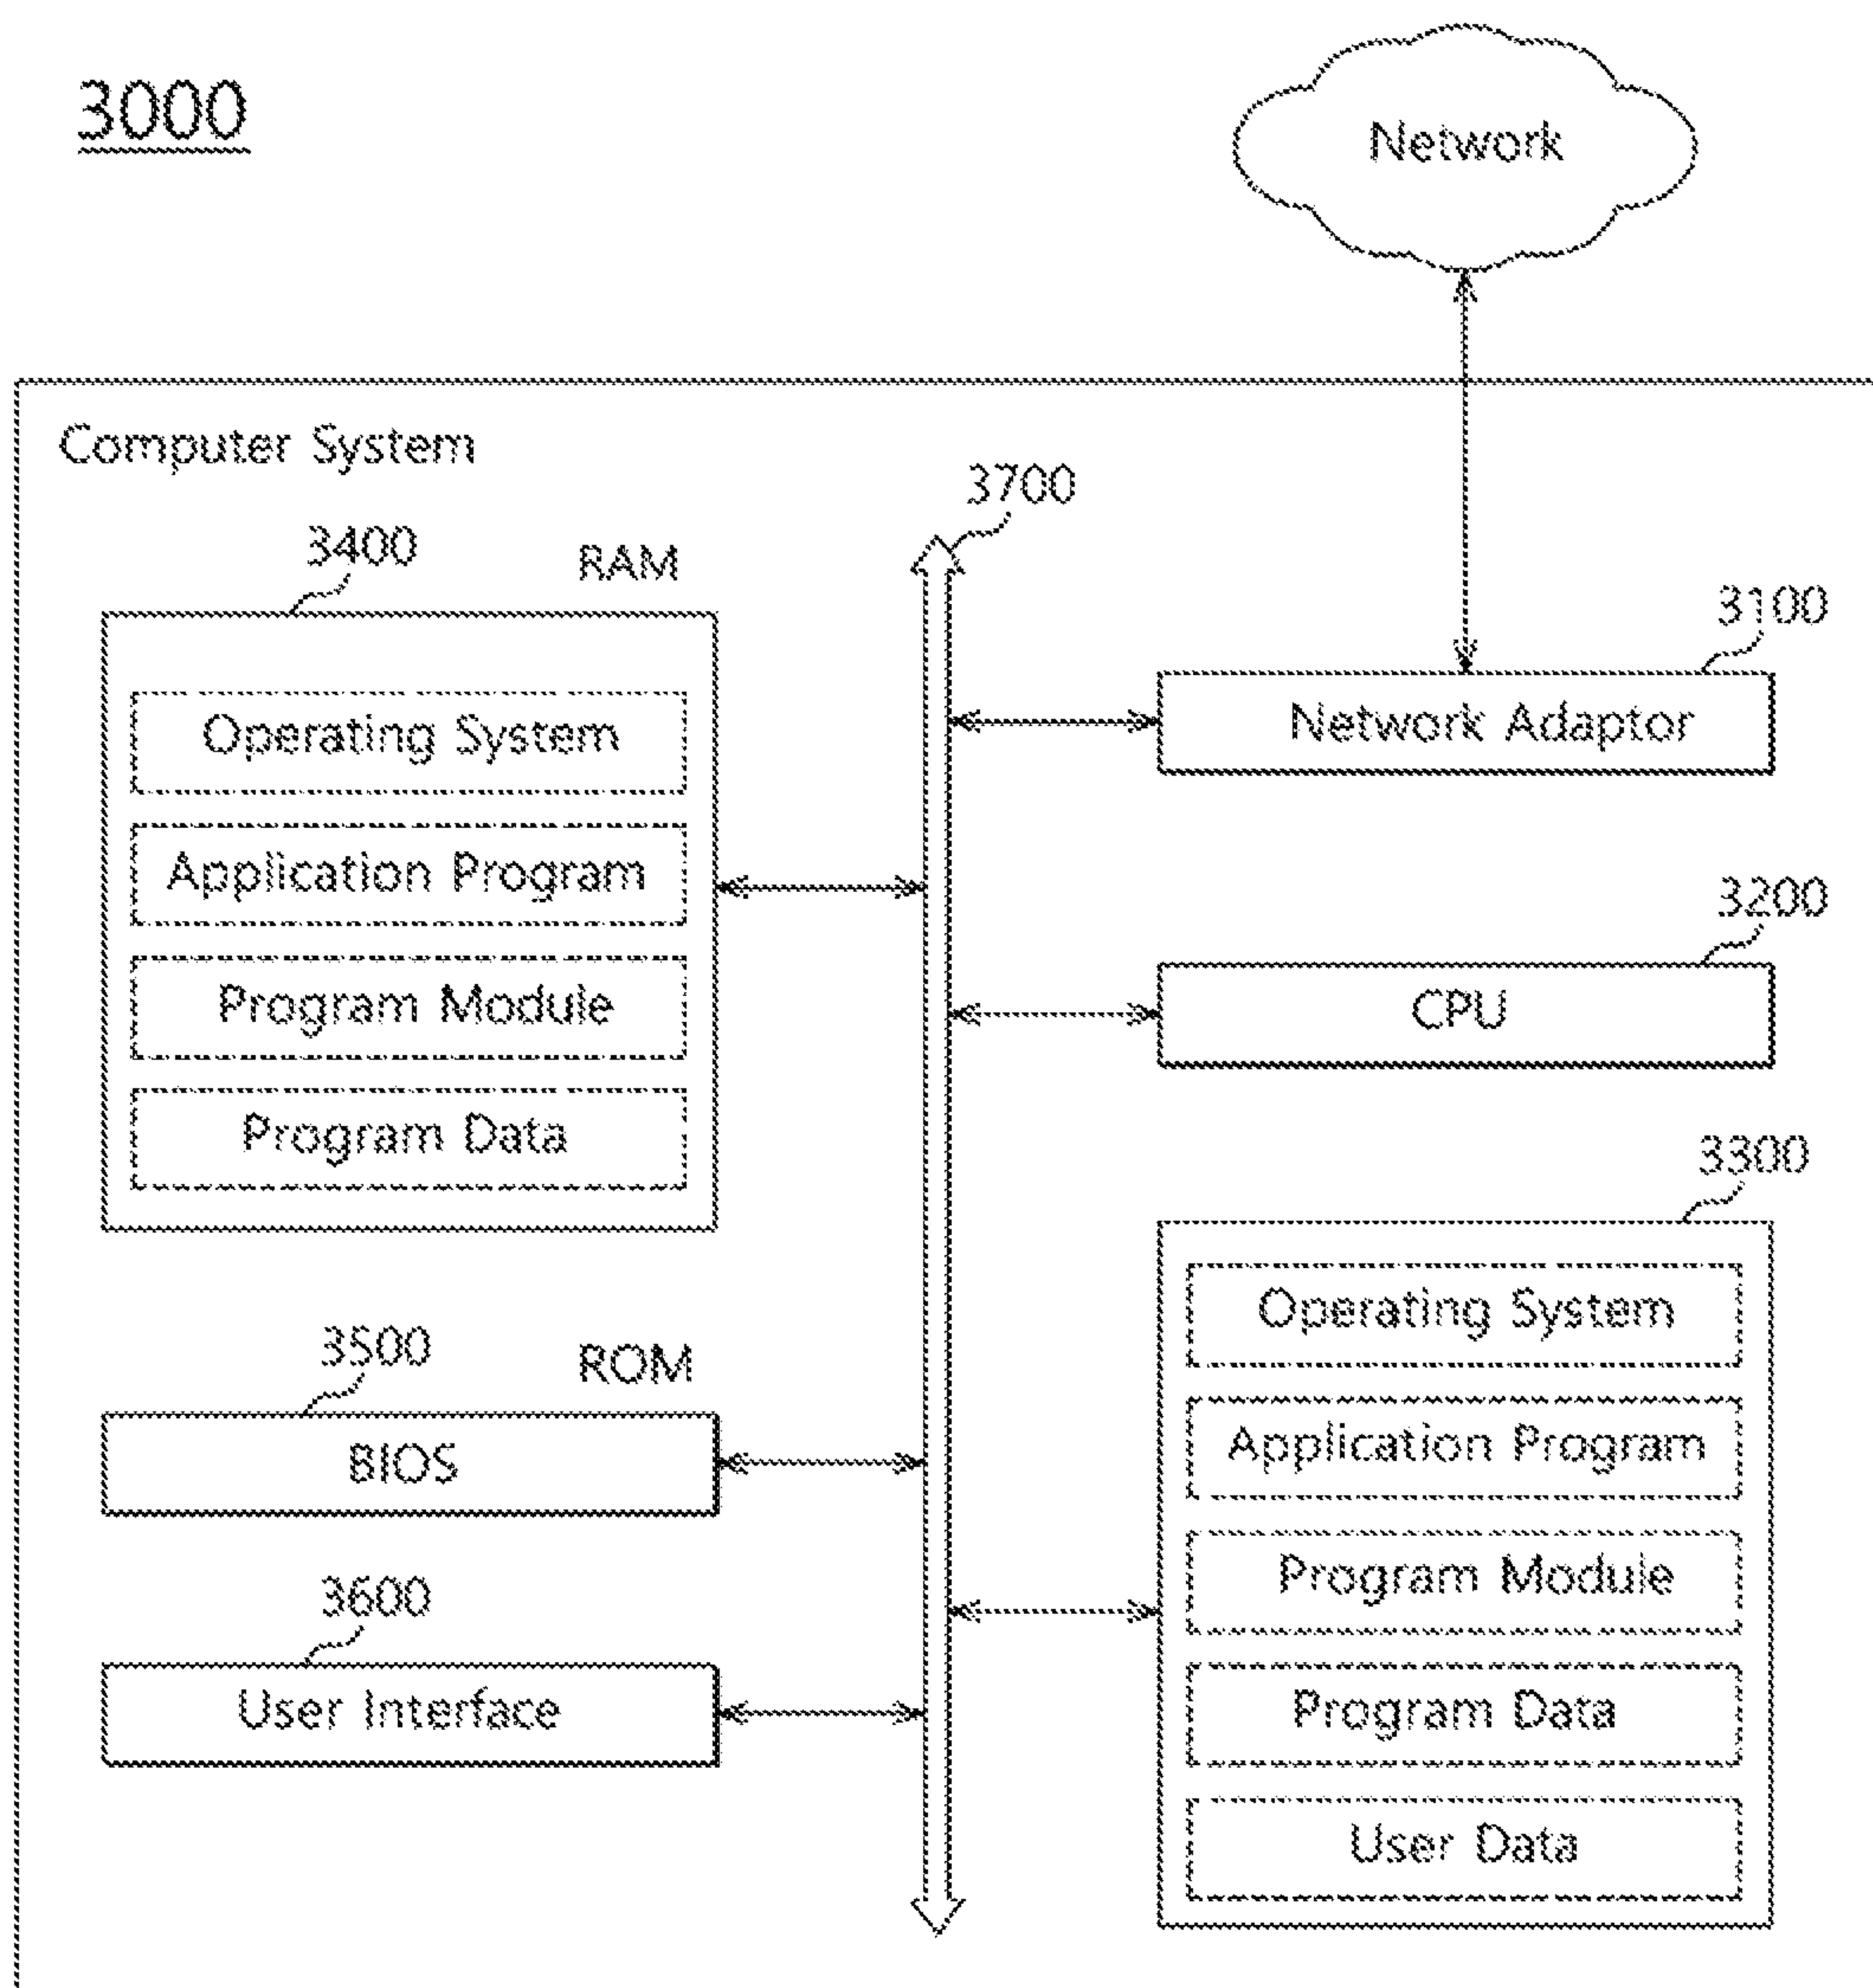 3000
Network
Computer System
3700
3400
RAM
Operating System
Application Program
Program Module
Program Data
3100
Network Adaptor
3200
CPU
3300
Operating System
Application Program
Program Module
Program Data
User Data
3500
ROM
BIOS
3600
User Interface